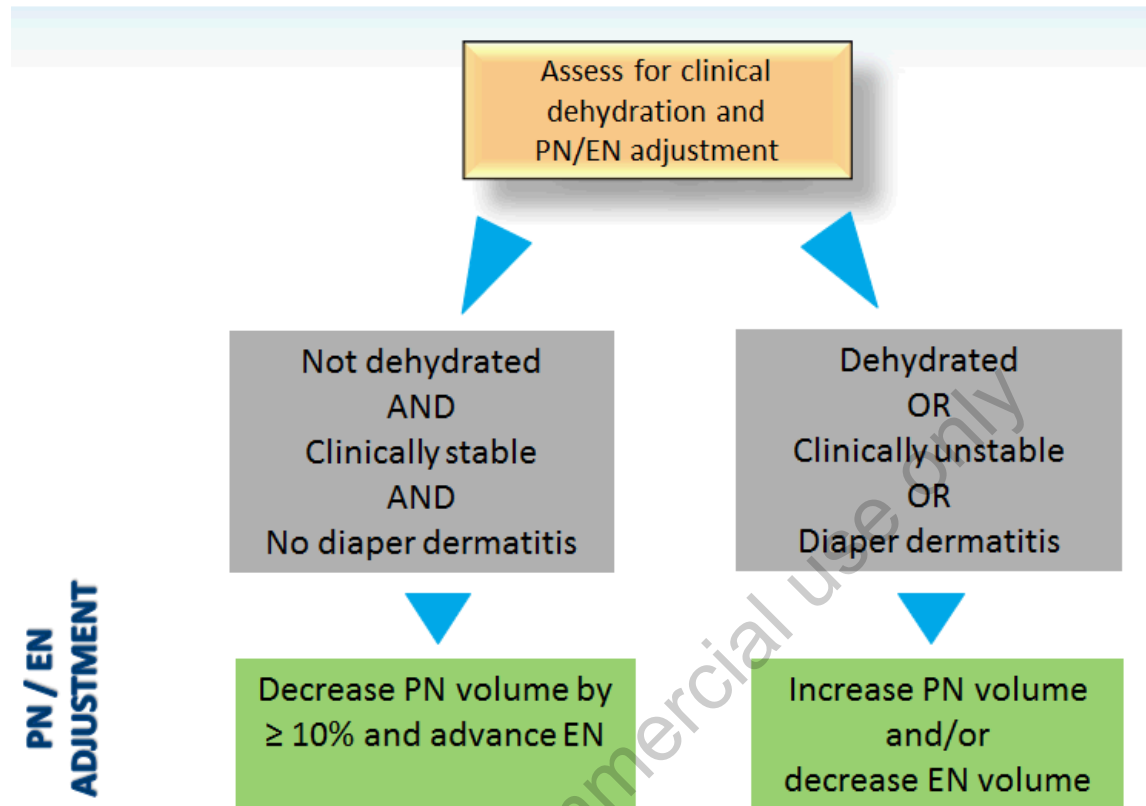 Assess for clinical
dehydration and
PN/EN adjustment
Not dehydrated
AND
Clinically stable
AND
No diaper dermatitis
Dehydrated
OR
Clinically unstable
OR
Diaper dermatitis
PN / EN
ADJUSTMENT
Decrease PN volume by
≥ 10% and advance EN
Increase PN volume
and/or
decrease EN volume
use only